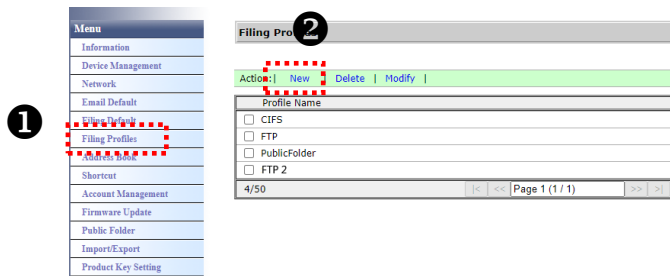 1
Menu
Information
Device Management
Network
Email Default
Filing Default
Filing Profiles
Address Book
Shortcut
Account Management
Firmware Update
Public Folder
Import/Export
Product Key Setting
2
Filing Pro
Action:| New | Delete | Modify |
Profile Name
CIFS
FTP
PublicFolder
FTP 2
4/50 |< << Page 1 (1 / 1) >> >|